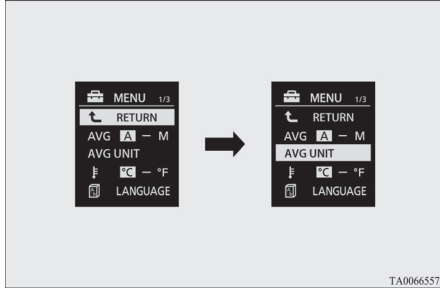 MENU 1/3
RETURN
AVG A – M
AVG UNIT
°C – °F
LANGUAGE
MENU 1/3
RETURN
AVG A – M
AVG UNIT
°C – °F
LANGUAGE
TA0066557